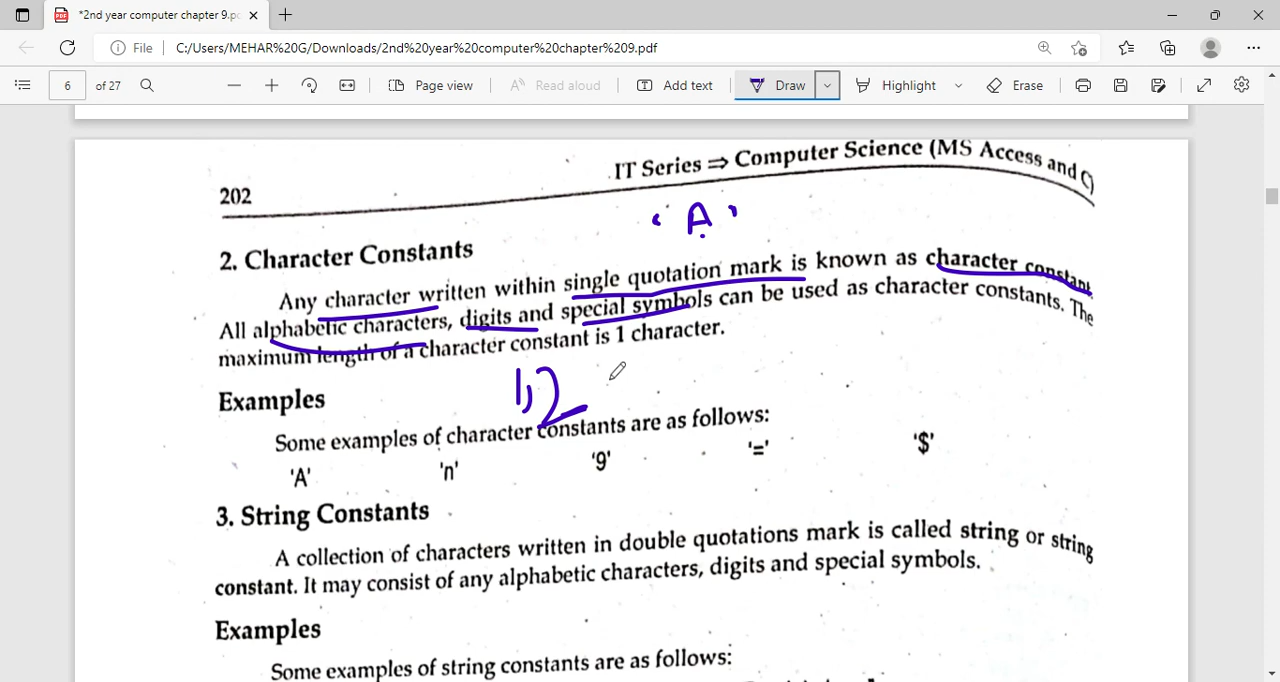 *2nd year computer chapter 9.pc
File
C:/Users/MEHAR%20G/Downloads/2nd%20year%20computer%20chapter%209.pdf
6 of 27
Page view
Read aloud
Add text
Draw
Highlight
Erase
IT Series ⇒ Computer Science (MS Access and C)
202
' A '
2. Character Constants
Any character written within single quotation mark is known as character constant.
All alphabetic characters, digits and special symbols can be used as character constants. The
maximum length of a character constant is 1 character.
1,2
Examples
Some examples of character constants are as follows:
'A' 'n' '9' '=' '$'
3. String Constants
A collection of characters written in double quotations mark is called string or string
constant. It may consist of any alphabetic characters, digits and special symbols.
Examples
Some examples of string constants are as follows: